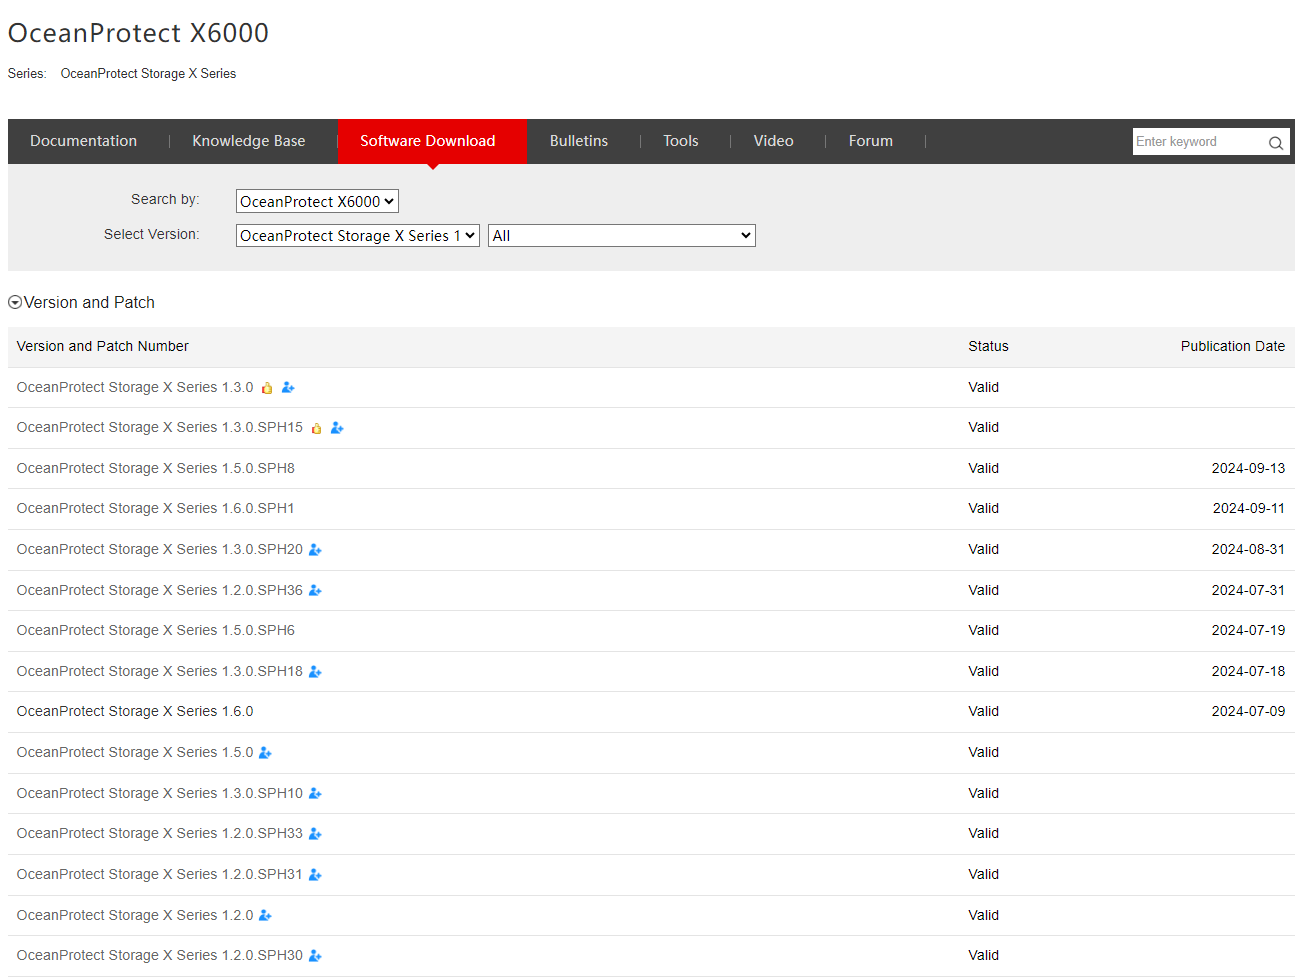 OceanProtect X6000
Series: OceanProtect Storage X Series
Documentation Knowledge Base Software Download Bulletins Tools Video Forum Enter keyword
Search by: OceanProtect X6000
Select Version: OceanProtect Storage X Series 1 All
Version and Patch
Version and Patch Number Status Publication Date
OceanProtect Storage X Series 1.3.0 Valid
OceanProtect Storage X Series 1.3.0.SPH15 Valid
OceanProtect Storage X Series 1.5.0.SPH8 Valid 2024-09-13
OceanProtect Storage X Series 1.6.0.SPH1 Valid 2024-09-11
OceanProtect Storage X Series 1.3.0.SPH20 Valid 2024-08-31
OceanProtect Storage X Series 1.2.0.SPH36 Valid 2024-07-31
OceanProtect Storage X Series 1.5.0.SPH6 Valid 2024-07-19
OceanProtect Storage X Series 1.3.0.SPH18 Valid 2024-07-18
OceanProtect Storage X Series 1.6.0 Valid 2024-07-09
OceanProtect Storage X Series 1.5.0 Valid
OceanProtect Storage X Series 1.3.0.SPH10 Valid
OceanProtect Storage X Series 1.2.0.SPH33 Valid
OceanProtect Storage X Series 1.2.0.SPH31 Valid
OceanProtect Storage X Series 1.2.0 Valid
OceanProtect Storage X Series 1.2.0.SPH30 Valid